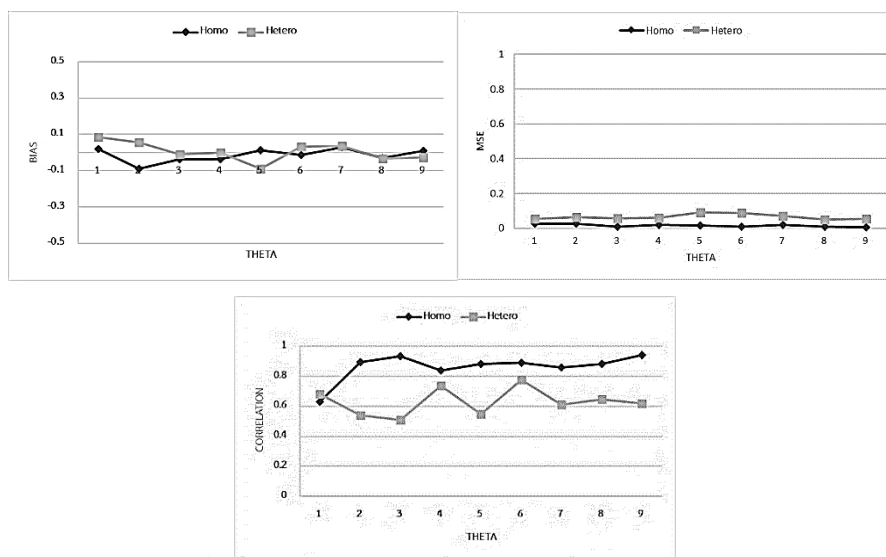 Homo Hetero
0.5
0.3
0.1
-0.1
-0.3
-0.5
BIAS
1 2 3 4 5 6 7 8 9
THETA
Homo Hetero
1
0.8
0.6
0.4
0.2
0
MSE
1 2 3 4 5 6 7 8 9
THETA
Homo Hetero
1
0.8
0.6
0.4
0.2
0
CORRELATION
1 2 3 4 5 6 7 8 9
THETA